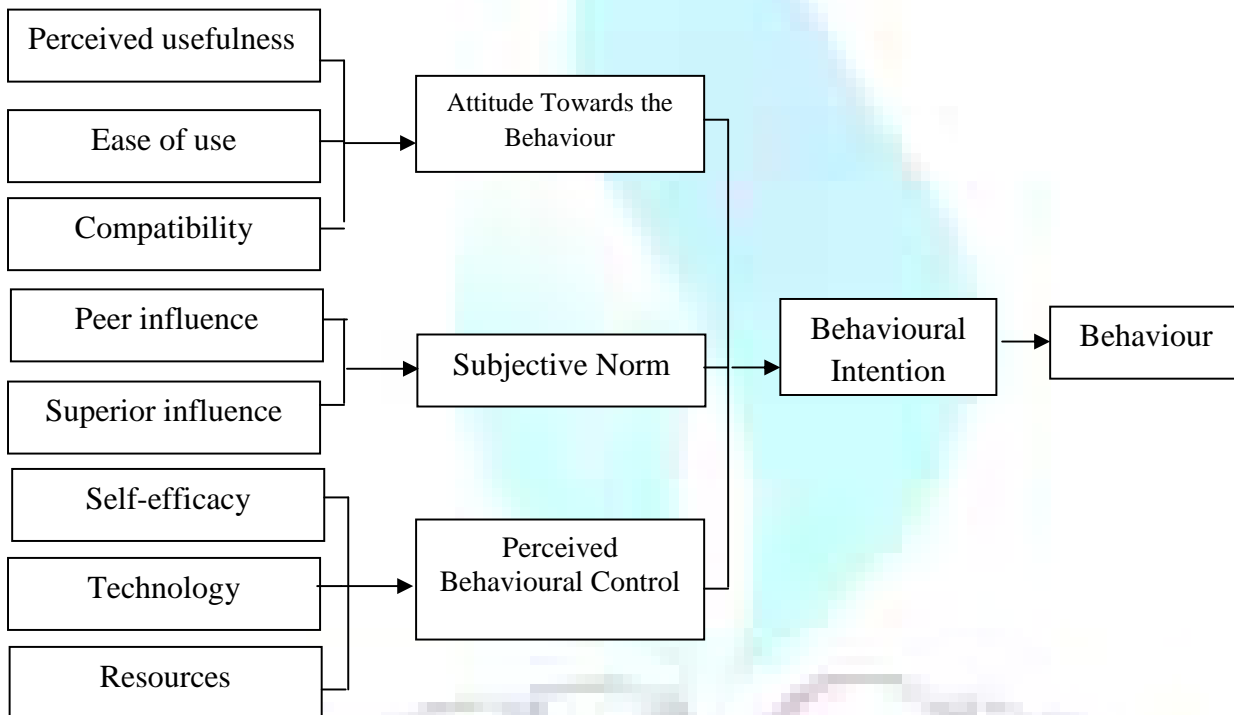 Perceived usefulness
Ease of use
Compatibility
Peer influence
Superior influence
Self-efficacy
Technology
Resources
Attitude Towards the
Behaviour
Subjective Norm
Perceived
Behavioural Control
Behavioural
Intention
Behaviour